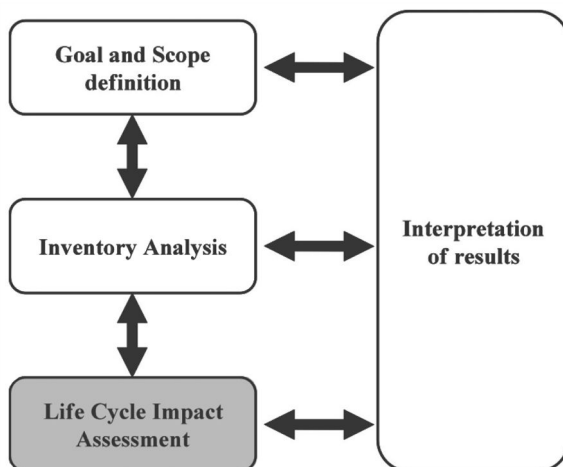 Goal and Scope
definition
Inventory Analysis
Life Cycle Impact
Assessment
Interpretation
of results